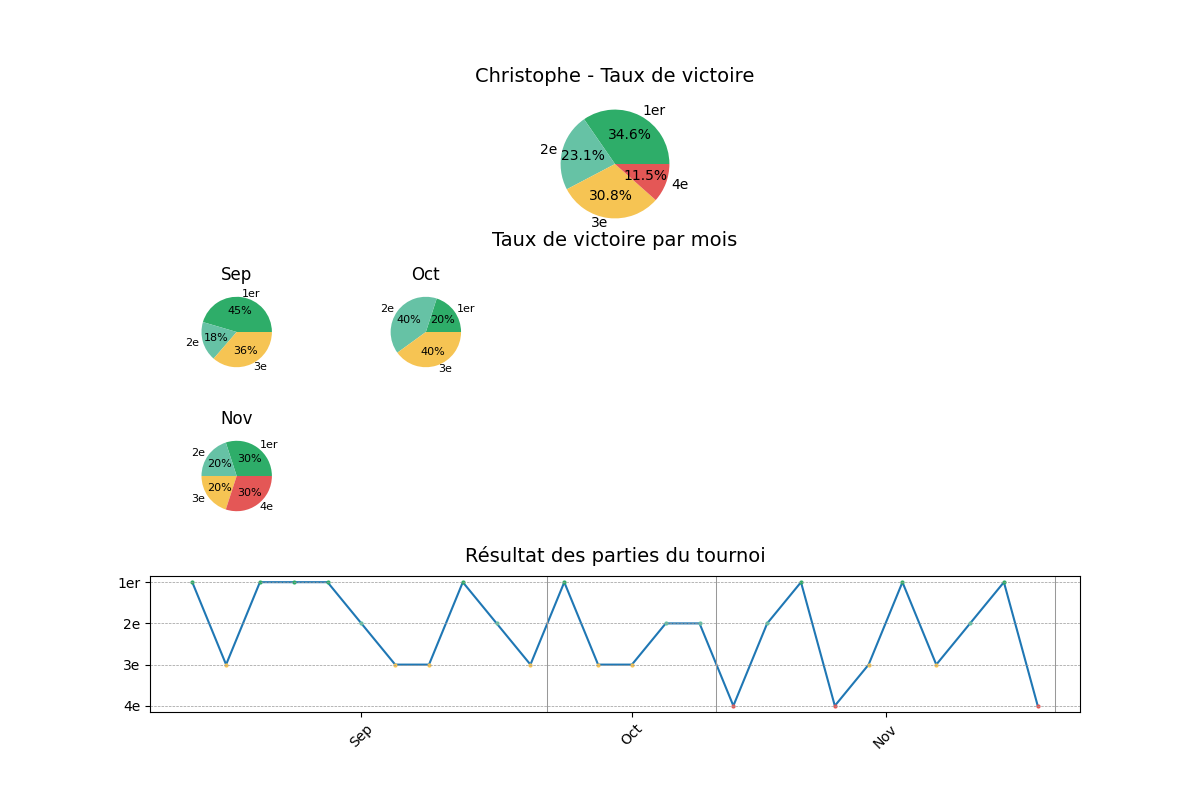 Christophe - Taux de victoire
1er
34.6%
2e
23.1%
11.5%
4e
30.8%
3e
Taux de victoire par mois
Sep
1er
45%
2e
18%
36%
3e
Oct
2e
1er
40%
20%
40%
3e
Nov
1er
2e
30%
20%
20%
30%
3e
4e
Résultat des parties du tournoi
1er
2e
3e
4e
Sep
Oct
Nov